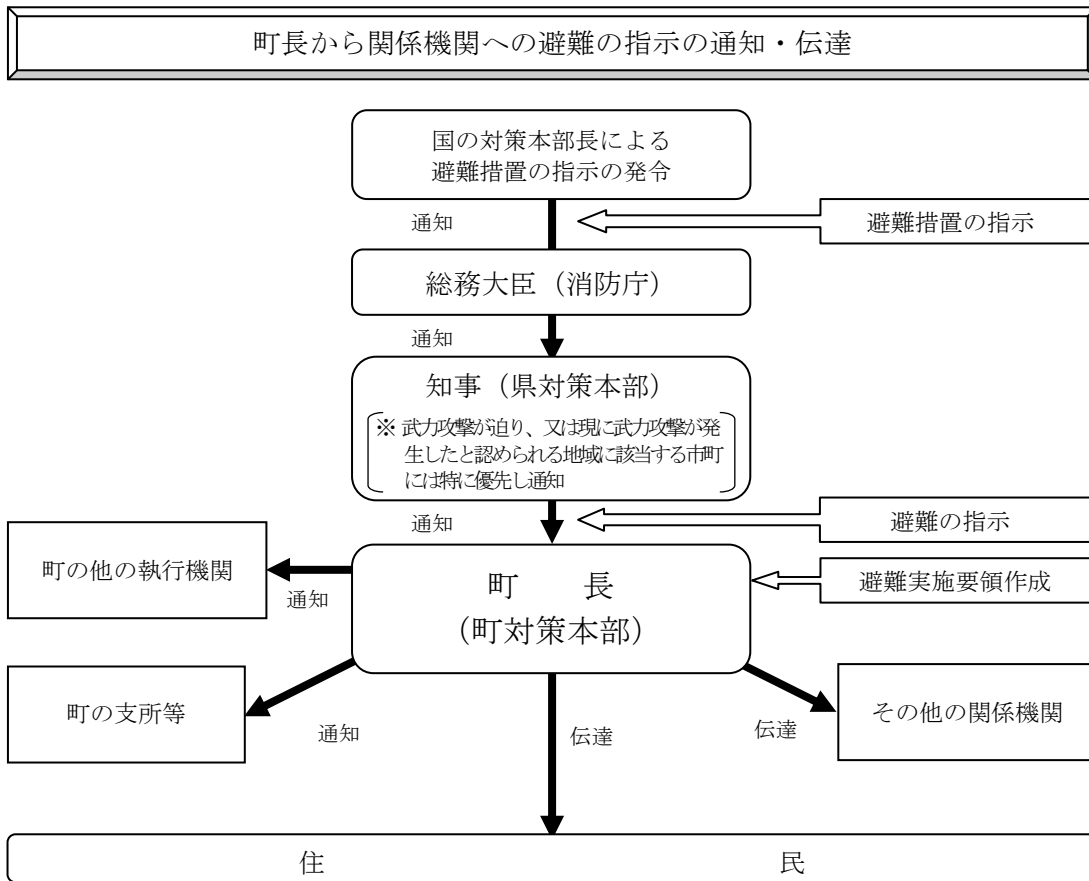 町長から関係機関への避難の指示の通知・伝達
国の対策本部長による
避難措置の指示の発令
通知
避難措置の指示
総務大臣（消防庁）
通知
知事（県対策本部）
※ 武力攻撃が迫り、又は現に武力攻撃が発
生したと認められる地域に該当する市町
には特に優先し通知
通知
避難の指示
町の他の執行機関
通知
町　　長
（町対策本部）
避難実施要領作成
町の支所等
通知
伝達
伝達
その他の関係機関
住　　民